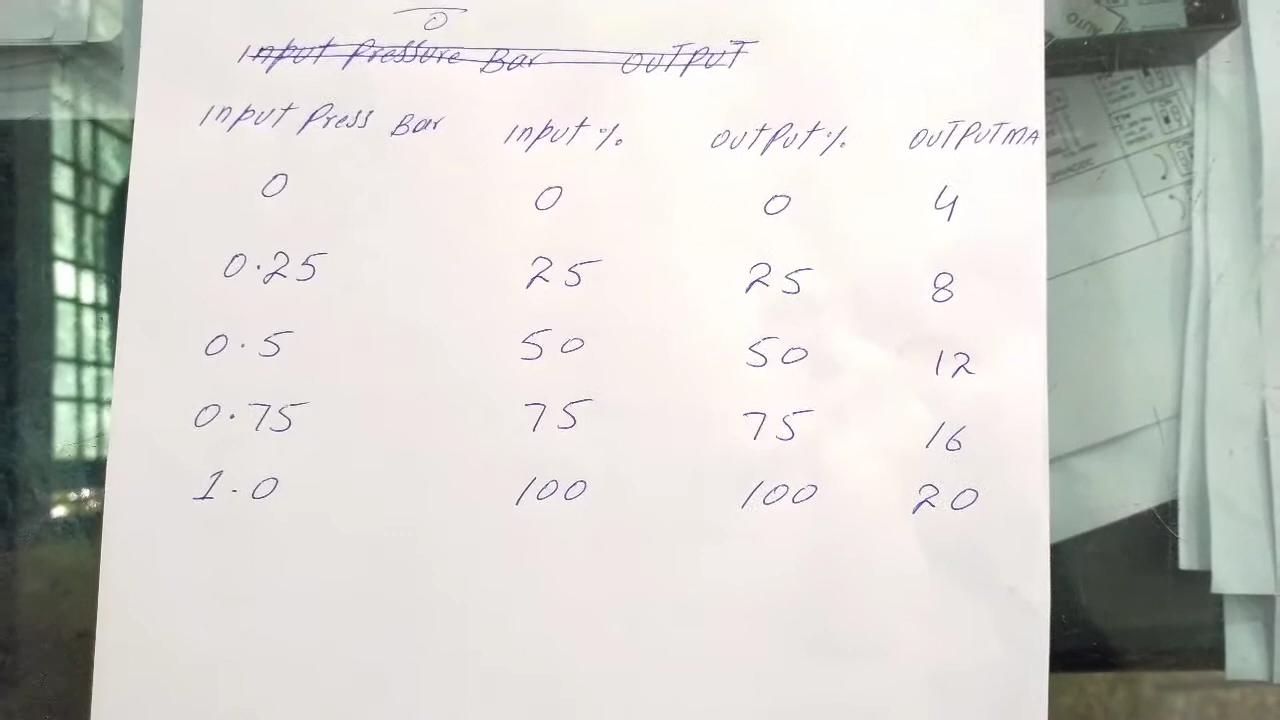 0
Input Pressure Bar OUTPUT
Input Press Bar Input % OUTPUT % OUTPUT MA
0 0 0 4
0.25 25 25 8
0.5 50 50 12
0.75 75 75 16
1.0 100 100 20
AUTO